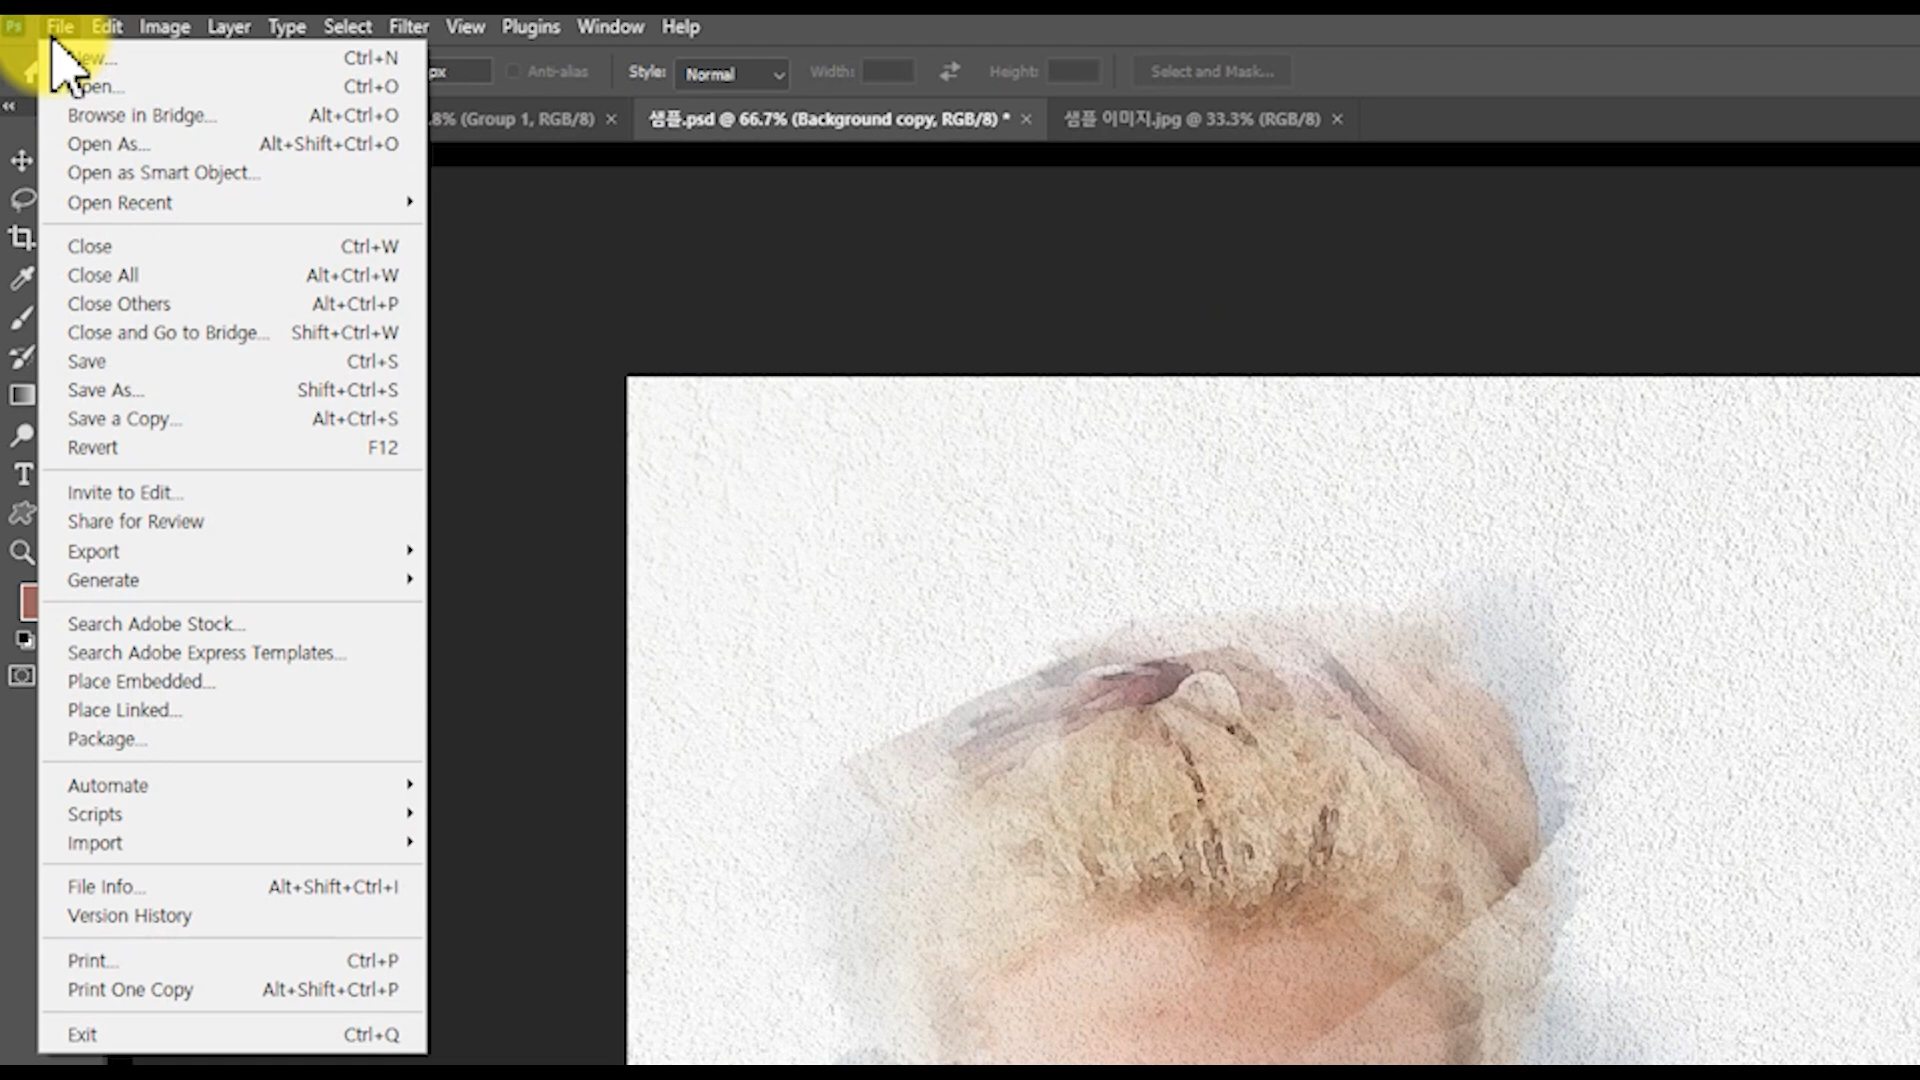 Ps File Edit Image Layer Type Select Filter View Plugins Window Help
px Anti-alias Style: Normal Width: Height: Select and Mask...
.8% (Group 1, RGB/8) × 샘플.psd @ 66.7% (Background copy, RGB/8) * × 샘플 이미지.jpg @ 33.3% (RGB/8) ×
Ctrl+N
Ctrl+O
Browse in Bridge... Alt+Ctrl+O
Open As... Alt+Shift+Ctrl+O
Open as Smart Object...
Open Recent
Close Ctrl+W
Close All Alt+Ctrl+W
Close Others Alt+Ctrl+P
Close and Go to Bridge... Shift+Ctrl+W
Save Ctrl+S
Save As... Shift+Ctrl+S
Save a Copy... Alt+Ctrl+S
Revert F12
Invite to Edit...
Share for Review
Export
Generate
Search Adobe Stock...
Search Adobe Express Templates...
Place Embedded...
Place Linked...
Package...
Automate
Scripts
Import
File Info... Alt+Shift+Ctrl+I
Version History
Print... Ctrl+P
Print One Copy Alt+Shift+Ctrl+P
Exit Ctrl+Q